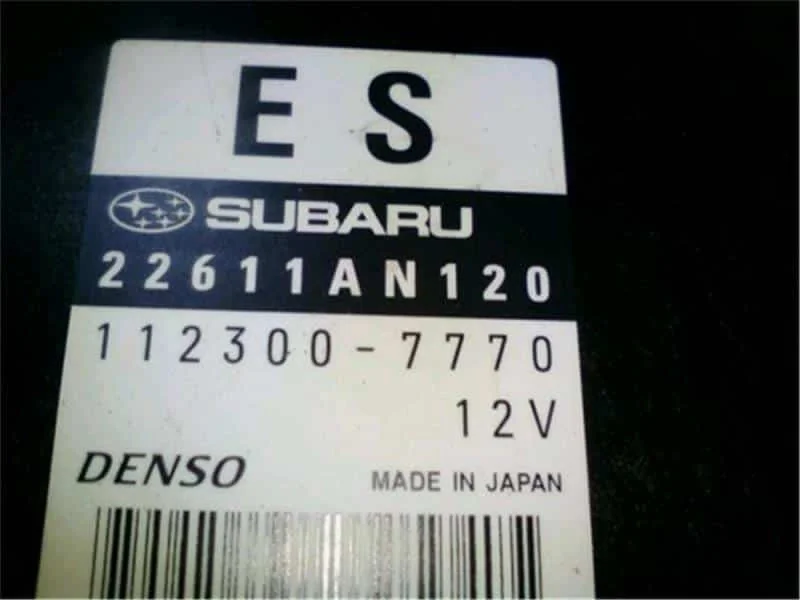 E S
SUBARU
22611AN120
112300-7770
12V
DENSO
MADE IN JAPAN